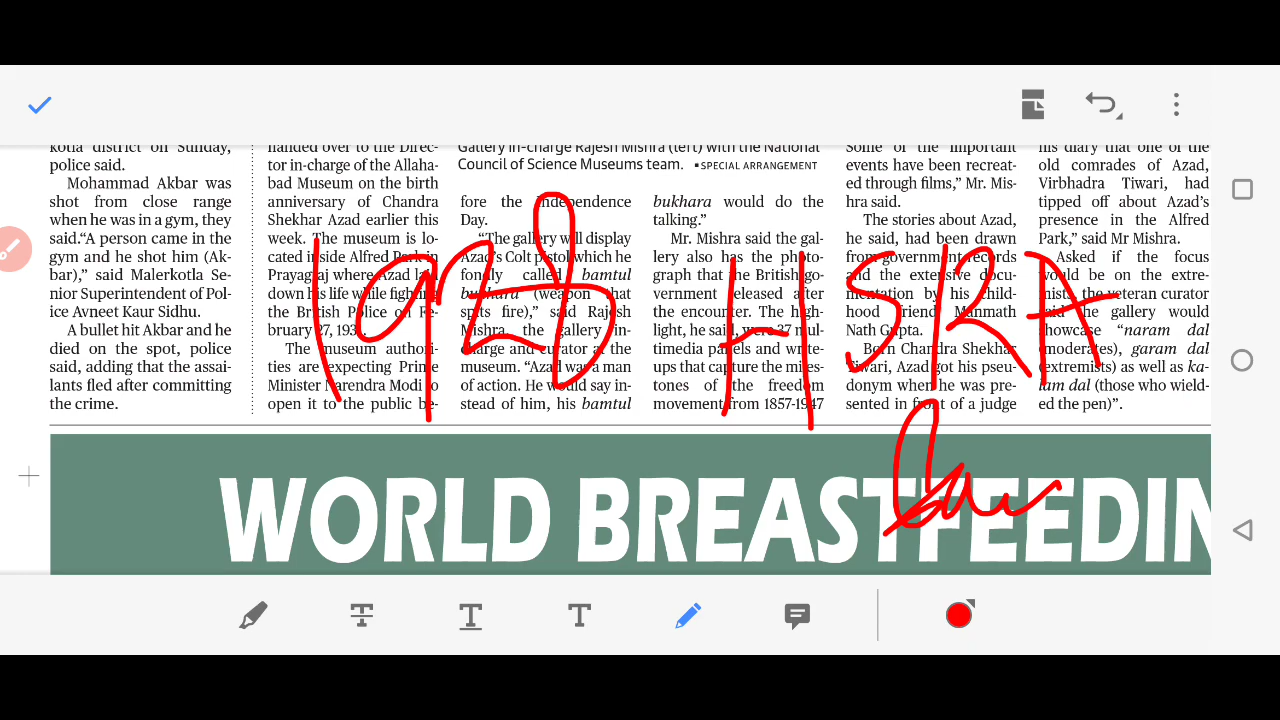 kotla district on Sunday,
police said.
Mohammad Akbar was
shot from close range
when he was in a gym, they
said."A person came in the
gym and he shot him (Ak-
bar)," said Malerkotla Se-
nior Superintendent of Pol-
ice Avneet Kaur Sidhu.
A bullet hit Akbar and he
died on the spot, police
said, adding that the assai-
lants fled after committing
the crime.
handed over to the Direc-
tor in-charge of the Allaha-
bad Museum on the birth
anniversary of Chandra
Shekhar Azad earlier this
week. The museum is lo-
cated inside Alfred Park in
Prayagraj where Azad laid
down his life while fighting
the British Police on Fe-
bruary 27, 1931.
The museum authori-
ties are expecting Prime
Minister Narendra Modi to
open it to the public be-
Gallery in-charge Rajesh Mishra (left) with the National
Council of Science Museums team. ▪SPECIAL ARRANGEMENT
fore the Independence
Day.
"The gallery will display
Azad's Colt pistol which he
fondly called bamtul
bukhara (weapon that
spits fire)," said Rajesh
Mishra, the gallery in-
charge and curator at the
museum. "Azad was a man
of action. He would say in-
stead of him, his bamtul
bukhara would do the
talking."
Mr. Mishra said the gal-
lery also has the photo-
graph that the British go-
vernment released after
the encounter. The high-
light, he said, were 37 mul-
timedia panels and write-
ups that capture the miles-
tones of the freedom
movement from 1857-1947
Some of the important
events have been recreat-
ed through films," Mr. Mis-
hra said.
The stories about Azad,
he said, had been drawn
from government records
and the extensive docu-
mentation by his child-
hood friend Manmath
Nath Gupta.
Born Chandra Shekhar
Tiwari, Azad got his pseu-
donym when he was pre-
sented in front of a judge
his diary that one of the
old comrades of Azad,
Virbhadra Tiwari, had
tipped off about Azad's
presence in the Alfred
Park," said Mr Mishra.
Asked if the focus
would be on the extre-
mists, the veteran curator
said the gallery would
showcase "naram dal
(moderates), garam dal
(extremists) as well as ka-
lam dal (those who wield-
ed the pen)".
1928 HSRA
WORLD BREASTFEEDIN
T
T
T